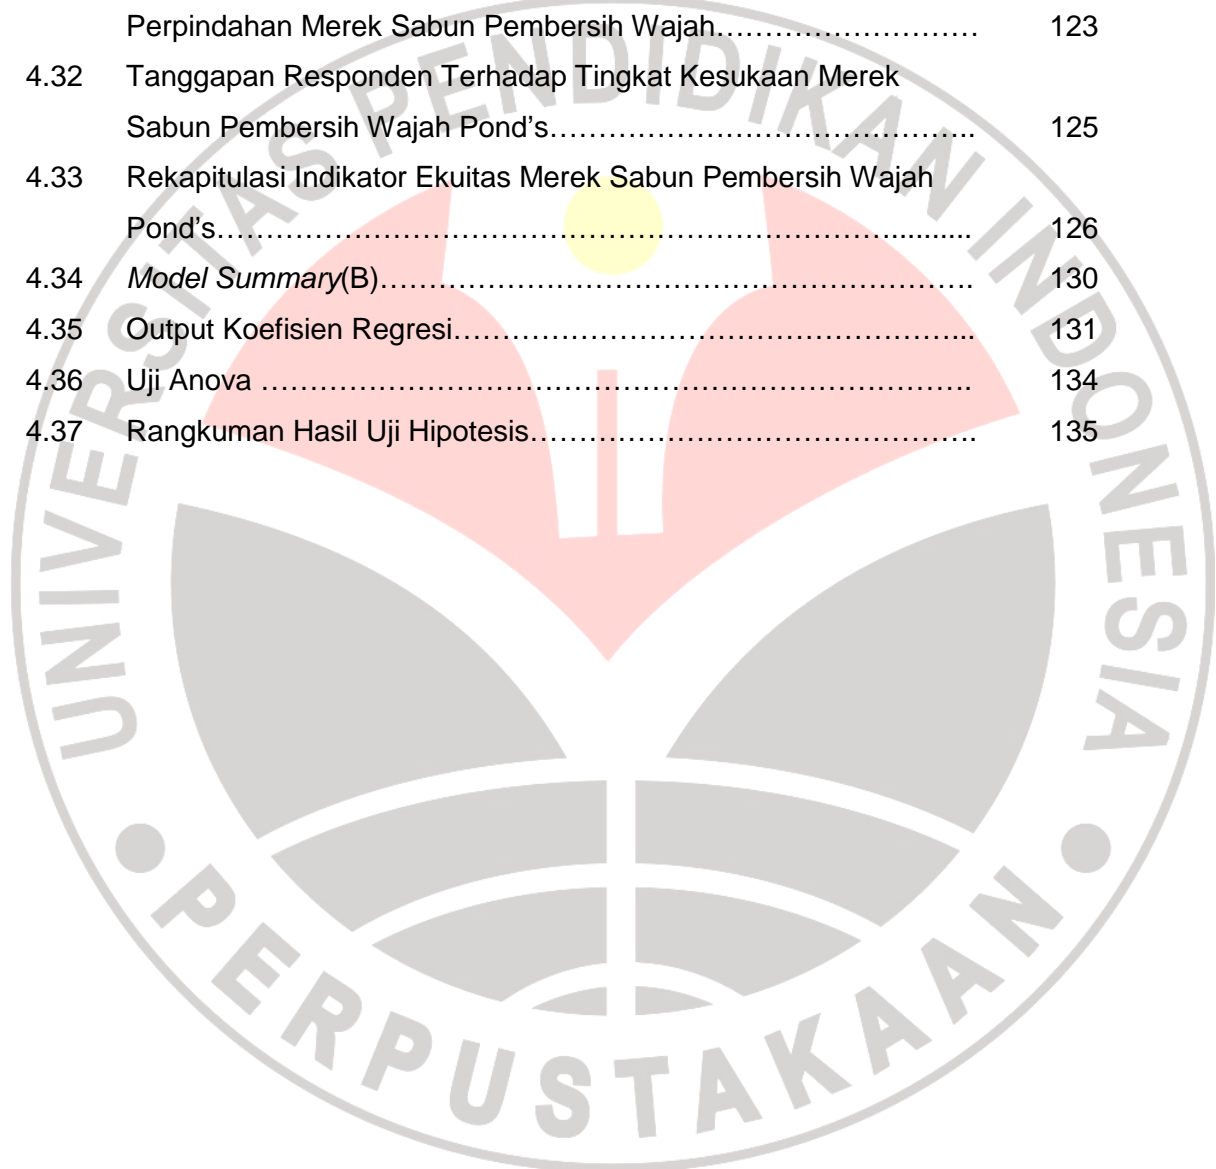 Perpindahan Merek Sabun Pembersih Wajah……………………… 123
4.32 Tanggapan Responden Terhadap Tingkat Kesukaan Merek
Sabun Pembersih Wajah Pond’s…………………………………….. 125
4.33 Rekapitulasi Indikator Ekuitas Merek Sabun Pembersih Wajah
Pond’s…………………………………………………………….......... 126
4.34 Model Summary(B)……………………………………………………. 130
4.35 Output Koefisien Regresi……………………………………………... 131
4.36 Uji Anova ………………………………………………………………. 134
4.37 Rangkuman Hasil Uji Hipotesis………………………………………. 135
UNIVERSITAS PENDIDIKAN INDONESIA
PERPUSTAKAAN